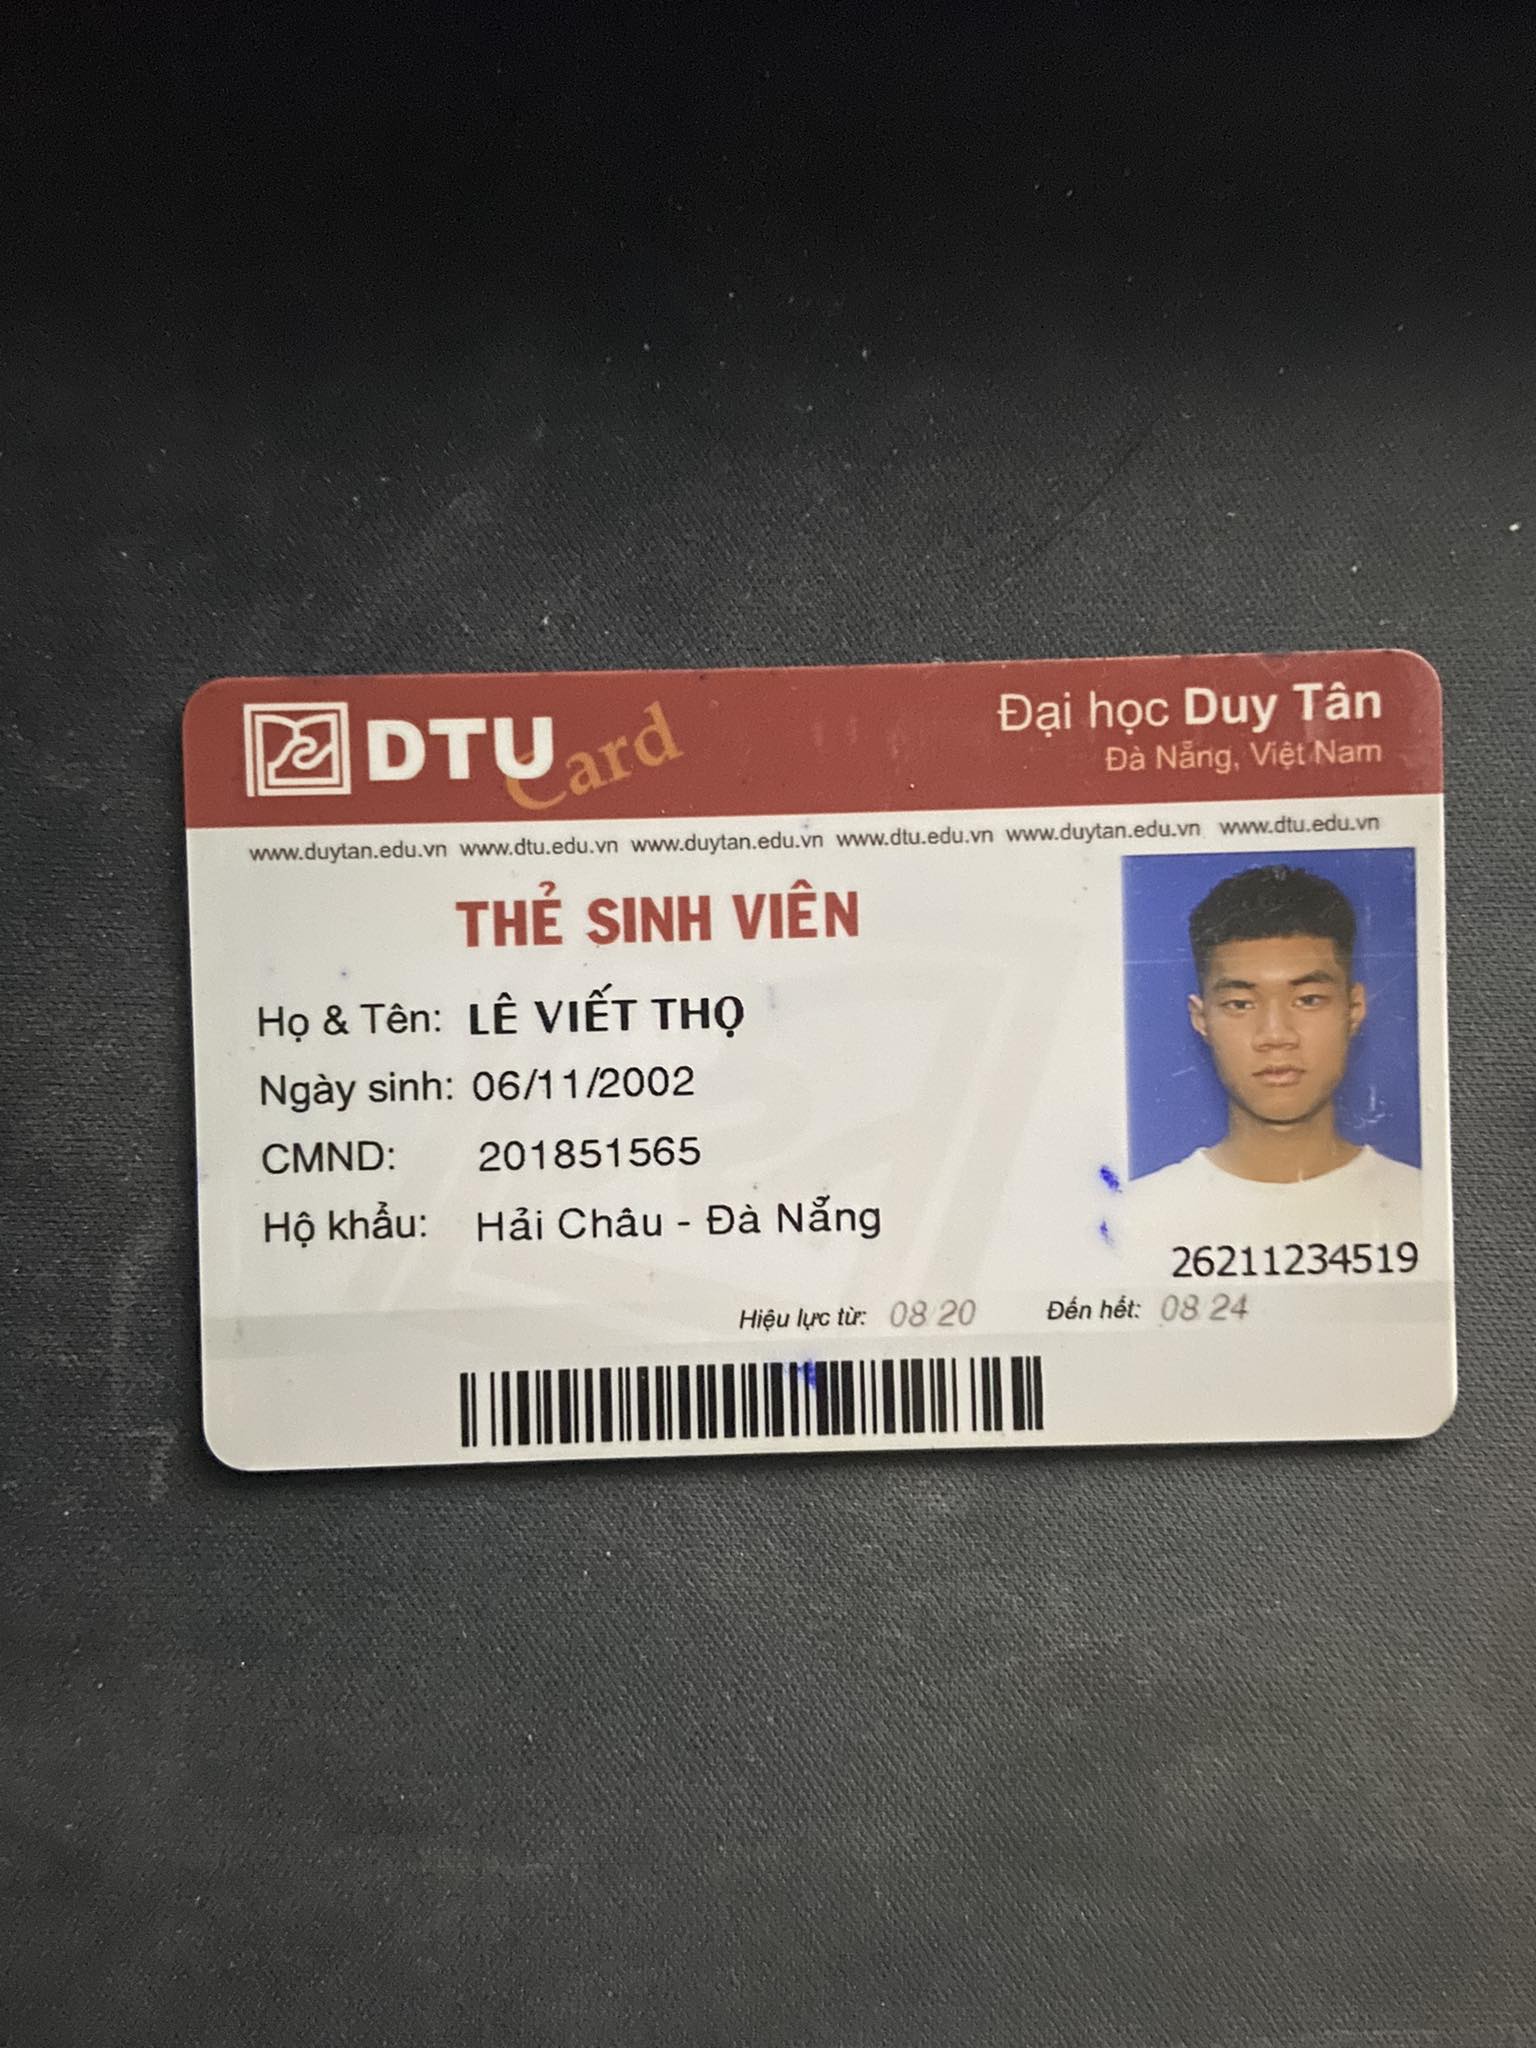 DTU Card
Đại học Duy Tân
Đà Nẵng, Việt Nam
www.duytan.edu.vn www.dtu.edu.vn www.duytan.edu.vn www.dtu.edu.vn www.duytan.edu.vn www.dtu.edu.vn
THẺ SINH VIÊN
Họ & Tên: LÊ VIẾT THỌ
Ngày sinh: 06/11/2002
CMND: 201851565
Hộ khẩu: Hải Châu - Đà Nẵng
26211234519
Hiệu lực từ: 08/20 Đến hết: 08 24